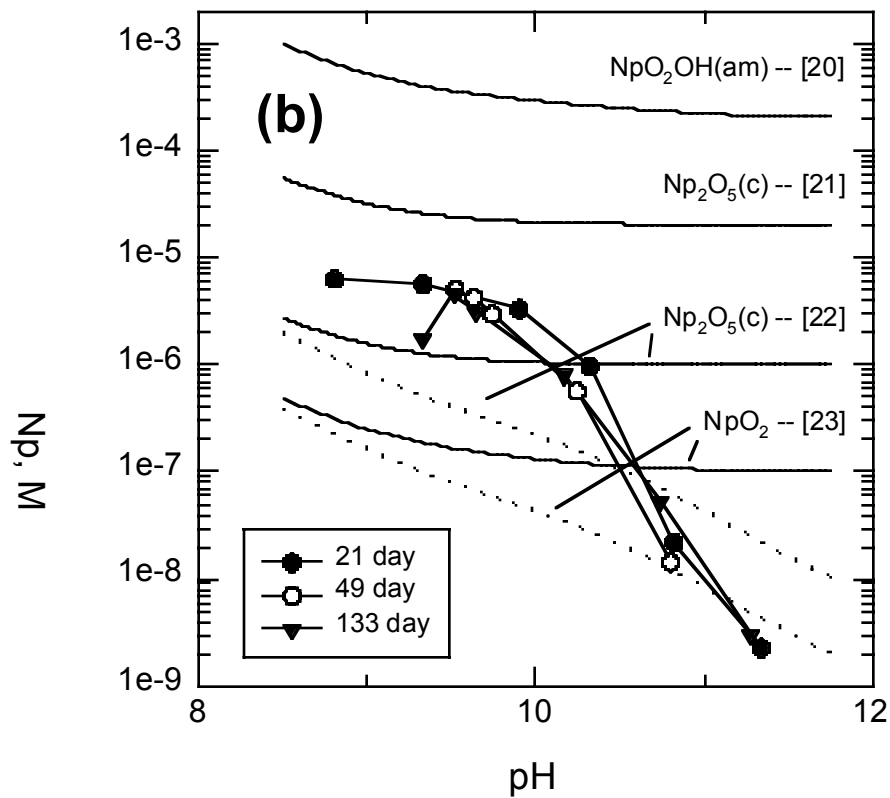 1e-3
NpO₂OH(am) -- [20]
(b)
1e-4
Np₂O₅(c) -- [21]
1e-5
Np₂O₅(c) -- [22]
1e-6
NpO₂ -- [23]
1e-7
Np, M
21 day
49 day
133 day
1e-8
1e-9
8 10 12
pH